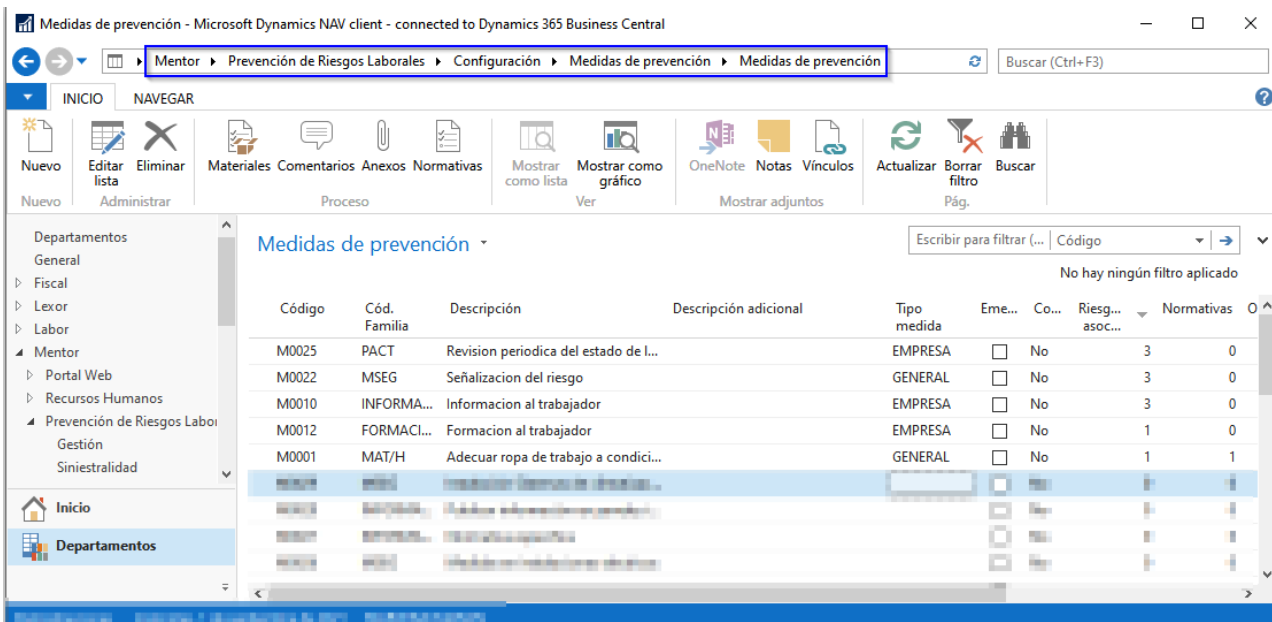 Medidas de prevención - Microsoft Dynamics NAV client - connected to Dynamics 365 Business Central
Mentor Prevención de Riesgos Laborales Configuración Medidas de prevención Medidas de prevención
Buscar (Ctrl+F3)
INICIO NAVEGAR
Nuevo Editar lista Eliminar Materiales Comentarios Anexos Normativas Mostrar como lista Mostrar como gráfico OneNote Notas Vínculos Actualizar Borrar filtro Buscar
Nuevo Administrar Proceso Ver Mostrar adjuntos Pág.
Departamentos
General
Fiscal
Lexor
Labor
Mentor
Portal Web
Recursos Humanos
Prevención de Riesgos Labor
Gestión
Siniestralidad
Inicio
Departamentos
Medidas de prevención
Escribir para filtrar (... Código
No hay ningún filtro aplicado
Código Cód. Familia Descripción Descripción adicional Tipo medida Eme... Co... Riesg... asoc... Normativas O
M0025 PACT Revision periodica del estado de l... EMPRESA No 3 0
M0022 MSEG Señalizacion del riesgo GENERAL No 3 0
M0010 INFORMA... Informacion al trabajador EMPRESA No 3 0
M0012 FORMACI... Formacion al trabajador EMPRESA No 1 0
M0001 MAT/H Adecuar ropa de trabajo a condici... GENERAL No 1 1